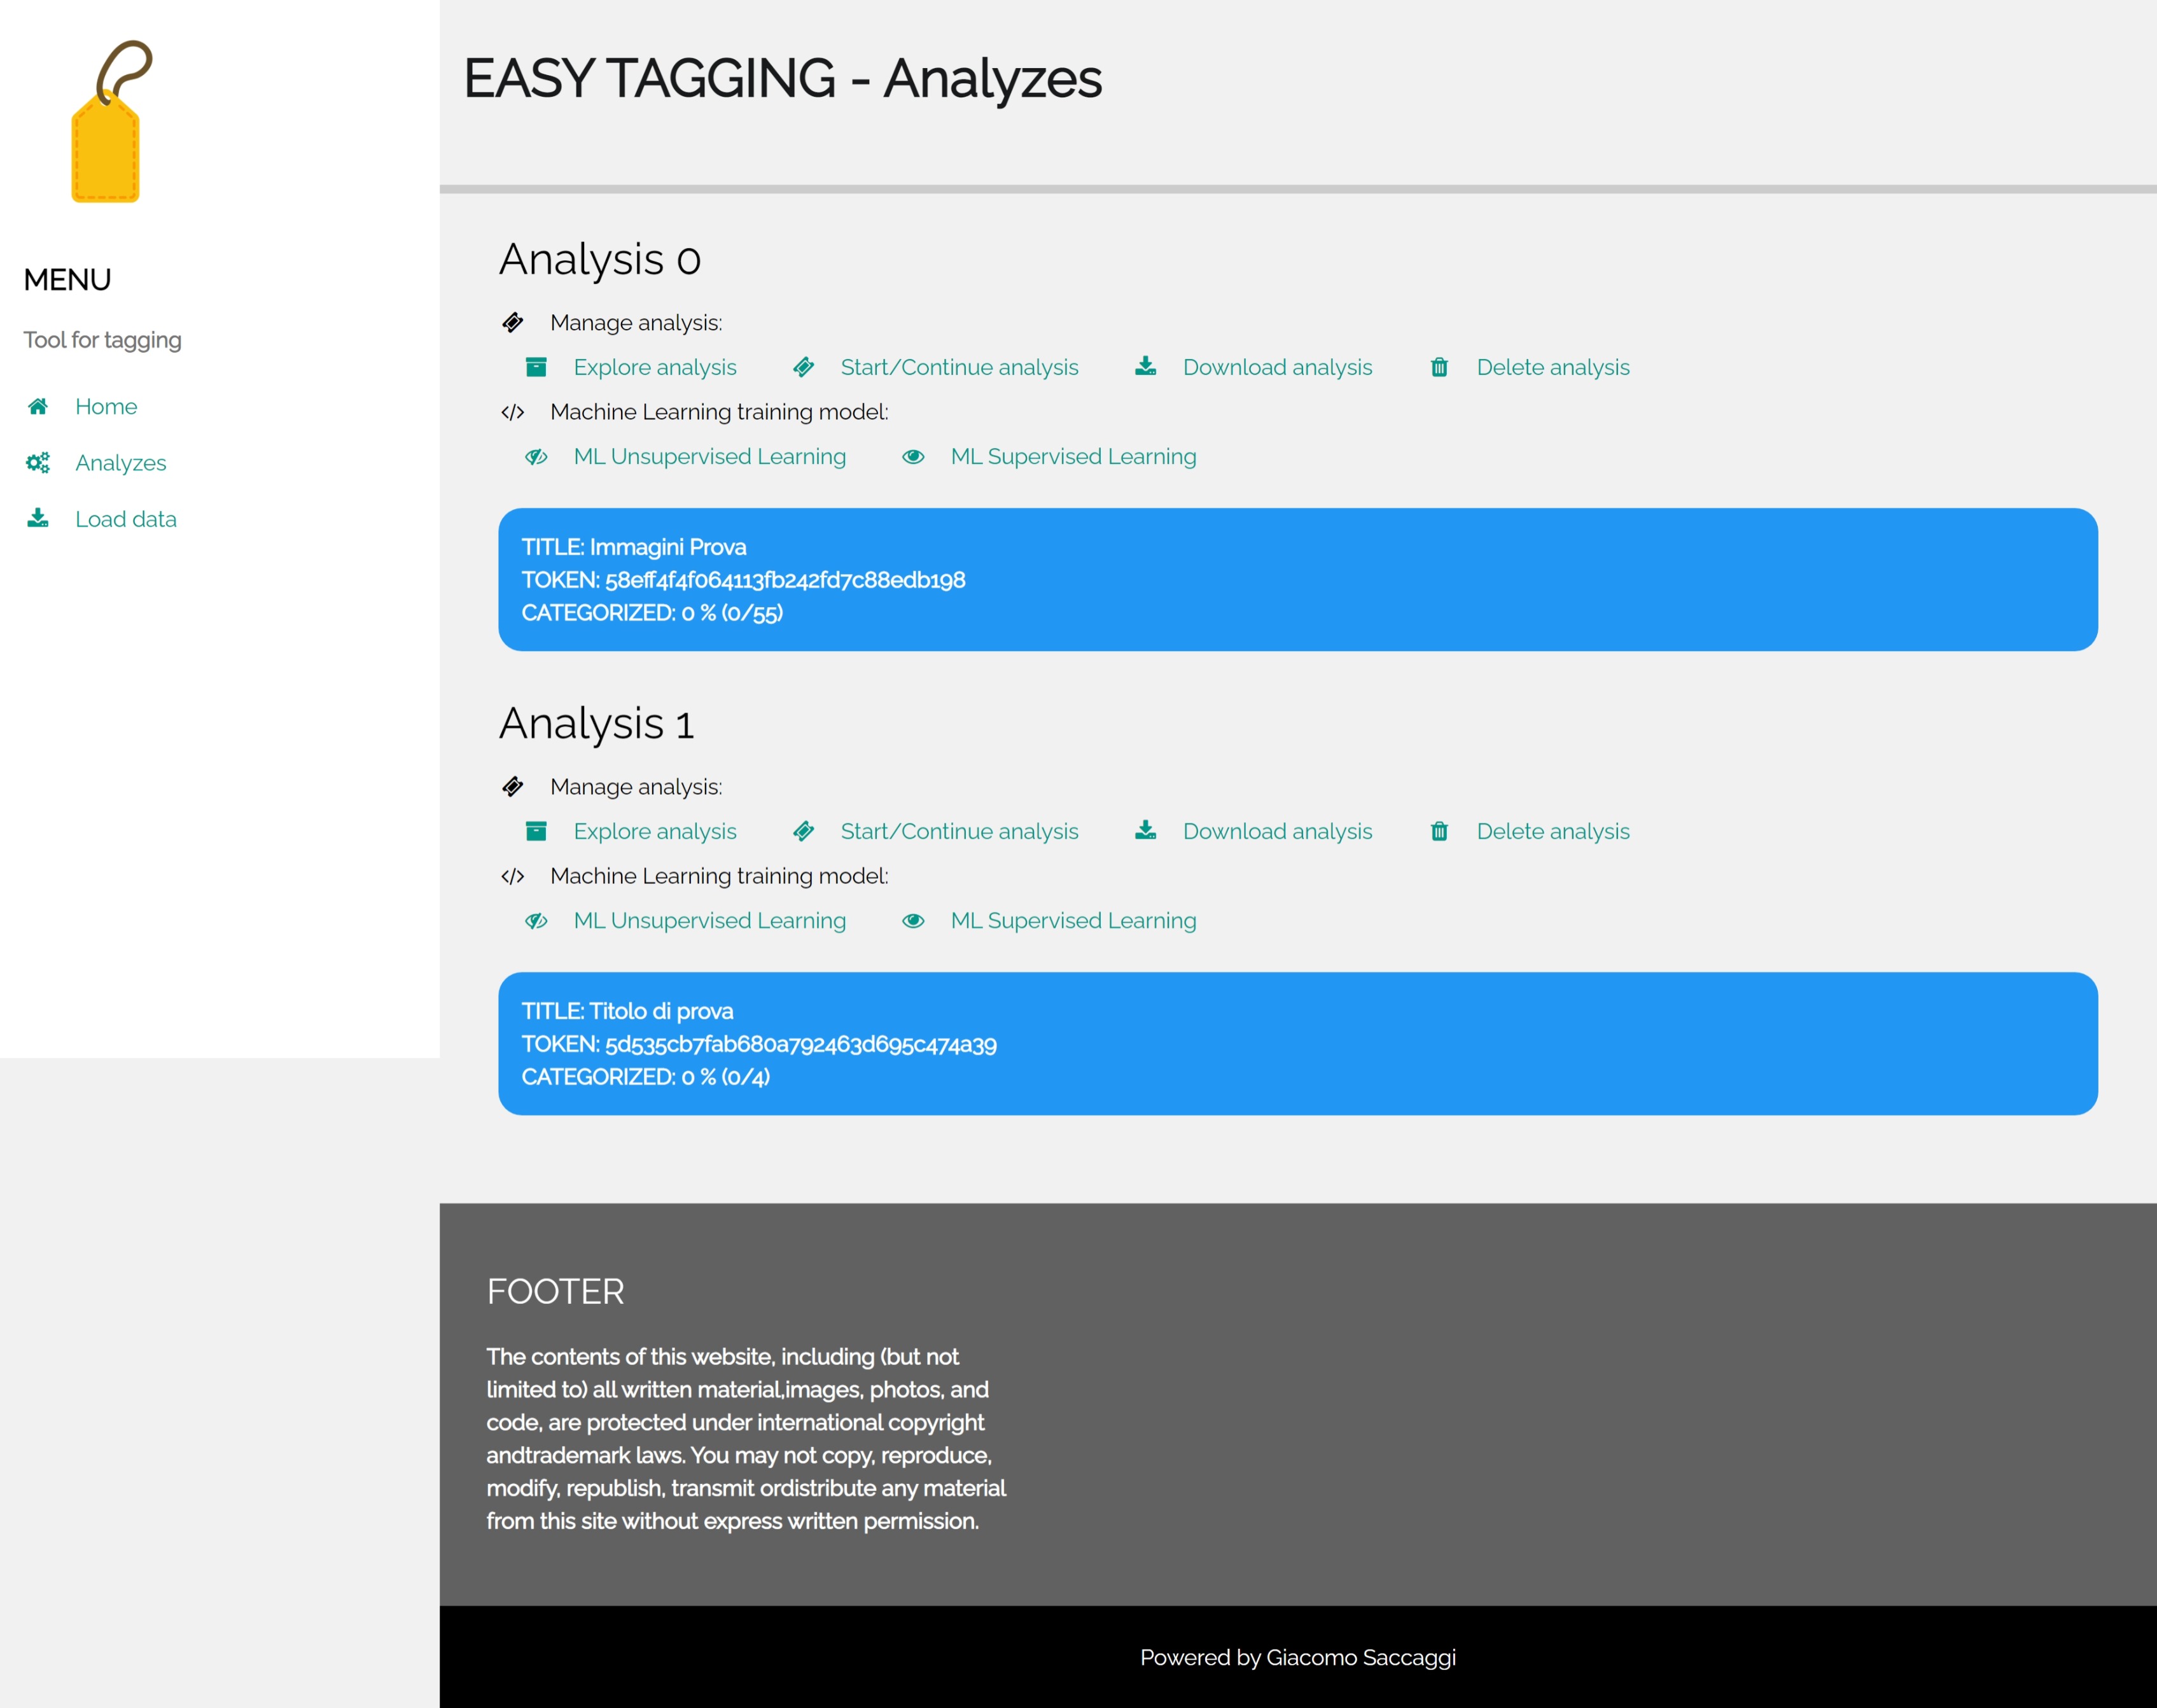 EASY TAGGING - Analyzes
MENU
Tool for tagging
Home
Analyzes
Load data
Analysis 0
Manage analysis:
Explore analysis Start/Continue analysis Download analysis Delete analysis
Machine Learning training model:
ML Unsupervised Learning ML Supervised Learning
TITLE: Immagini Prova
TOKEN: 58eff4f4f064113fb242fd7c88edb198
CATEGORIZED: 0 % (0/55)
Analysis 1
Manage analysis:
Explore analysis Start/Continue analysis Download analysis Delete analysis
Machine Learning training model:
ML Unsupervised Learning ML Supervised Learning
TITLE: Titolo di prova
TOKEN: 5d535cb7fab680a792463d695c474a39
CATEGORIZED: 0 % (0/4)
FOOTER
The contents of this website, including (but not
limited to) all written material,images, photos, and
code, are protected under international copyright
andtrademark laws. You may not copy, reproduce,
modify, republish, transmit ordistribute any material
from this site without express written permission.
Powered by Giacomo Saccaggi